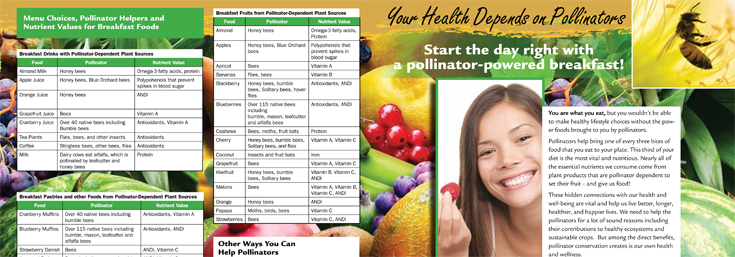 Menu Choices, Pollinator Helpers and
Nutrient Values for Breakfast Foods
Breakfast Drinks with Pollinator-Dependent Plant Sources
Food Pollinator Nutrient Value
Almond Milk Honey bees Omega-3 fatty acids, protein
Apple Juice Honey bees, Blue Orchard bees Polyphenols that prevent
spikes in blood sugar
Orange Juice Honey bees ANDI
Grapefruit Juice Bees Vitamin A
Cranberry Juice Over 40 native bees including Antioxidants, Vitamin A
Bumble bees
Tea Plants Flies, bees, and other insects Antioxidants
Coffee Stingless bees, other bees, flies Antioxidants
Milk Dairy cows eat alfalfa, which is Protein
pollinated by leafcutter and
honey bees
Breakfast Pastries and other Foods from Pollinator-Dependent Plant Sources
Food Pollinator Nutrient Value
Cranberry Muffins Over 40 native bees including Antioxidants, Vitamin A
bumble bees
Blueberry Muffins Over 115 native bees including Antioxidants, ANDI
bumble, mason, leafcutter and
alfalfa bees
Strawberry Danish Bees ANDI, Vitamin C
Breakfast Fruits from Pollinator-Dependent Plant Sources
Food Pollinator Nutrient Value
Almond Honey bees Omega-3 fatty acids,
Protein
Apples Honey bees, Blue Orchard Polyphenols that
bees prevent spikes in
blood sugar
Apricot Bees Vitamin A
Bananas Flies, bees Vitamin B
Blackberry Honey bees, bumble Antioxidants, ANDI
bees, Solitary bees, hover
flies
Blueberries Over 115 native bees Antioxidants, ANDI
including
bumble, mason, leafcutter
and alfalfa bees
Cashews Bees, moths, fruit bats Protein
Cherry Honey bees, bumble bees, Vitamin A, Vitamin C
Solitary bees, and flies
Coconut Insects and fruit bats Iron
Grapefruit Bees Vitamin A, Vitamin C
Kiwifruit Honey bees, bumble Vitamin B, Vitamin C,
bees, Solitary bees ANDI
Melons Bees Vitamin A, Vitamin B,
Vitamin C, ANDI
Orange Honey bees ANDI
Papaya Moths, birds, bees Vitamin C
Strawberries Bees Vitamin C, ANDI
Other Ways You Can
Help Pollinators
Your Health Depends on Pollinators
Start the day right with
a pollinator-powered breakfast!
You are what you eat, but you wouldn't be able
to make healthy lifestyle choices without the pow-
er foods brought to you by pollinators.
Pollinators help bring one of every three bites of
food that you eat to your plate. This third of your
diet is the most vital and nutritious. Nearly all of
the essential nutrients we consume come from
plant products that are pollinator dependent to
set their fruit - and give us food!
These hidden connections with our health and
well-being are vital and help us live better, longer,
healthier, and happier lives. We need to help the
pollinators for a lot of sound reasons including
their contributions to healthy ecosystems and
sustainable crops. But among the direct benefits,
pollinator conservation creates is our own health
and wellness.